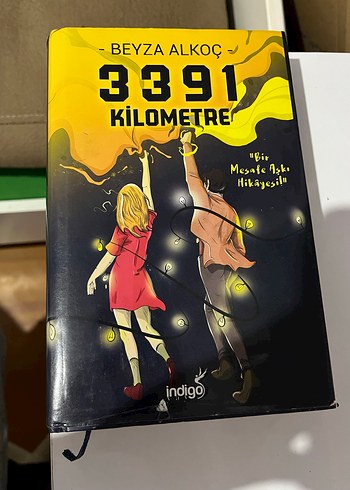 - BEYZA ALKOÇ -
3391
KİLOMETRE
"Bir
Mesafe Aşkı
Hikâyesi!"
indigo